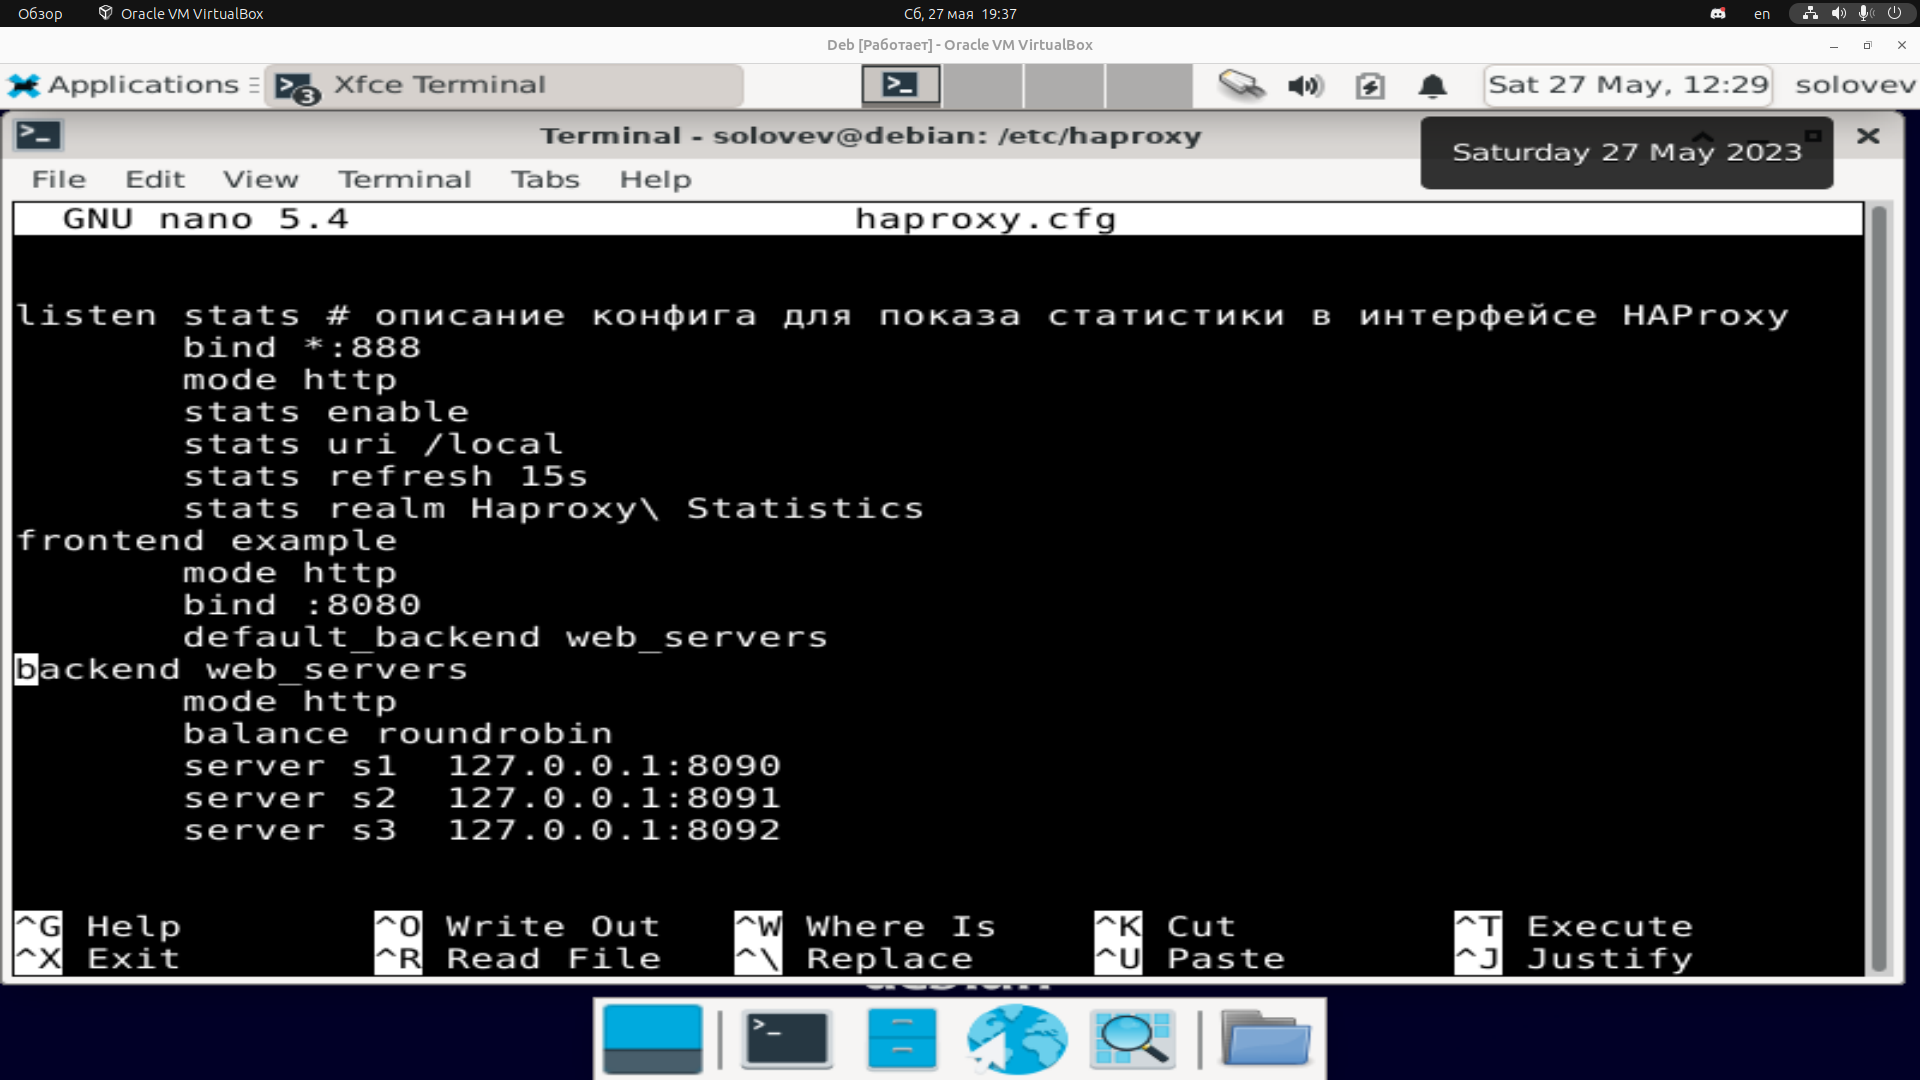 Обзор Oracle VM VirtualBox Сб, 27 мая 19:37 en
Deb [Работает] - Oracle VM VirtualBox
Applications Xfce Terminal Sat 27 May, 12:29 solovev
Terminal - solovev@debian: /etc/haproxy
Saturday 27 May 2023
File Edit View Terminal Tabs Help
GNU nano 5.4 haproxy.cfg
listen stats # описание конфига для показа статистики в интерфейсе HAProxy
bind *:888
mode http
stats enable
stats uri /local
stats refresh 15s
stats realm Haproxy\ Statistics
frontend example
mode http
bind :8080
default_backend web_servers
backend web_servers
mode http
balance roundrobin
server s1 127.0.0.1:8090
server s2 127.0.0.1:8091
server s3 127.0.0.1:8092
^G Help ^O Write Out ^W Where Is ^K Cut ^T Execute
^X Exit ^R Read File ^\ Replace ^U Paste ^J Justify